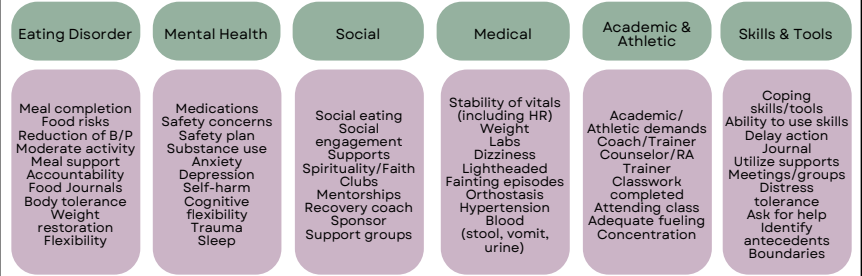 Eating Disorder
Meal completion
Food risks
Reduction of B/P
Moderate activity
Meal support
Accountability
Food Journals
Body tolerance
Weight
restoration
Flexibility
Mental Health
Medications
Safety concerns
Safety plan
Substance use
Anxiety
Depression
Self-harm
Cognitive
flexibility
Trauma
Sleep
Social
Social eating
Social
engagement
Supports
Spirituality/Faith
Clubs
Mentorships
Recovery coach
Sponsor
Support groups
Medical
Stability of vitals
(including HR)
Weight
Labs
Dizziness
Lightheaded
Fainting episodes
Orthostasis
Hypertension
Blood
(stool, vomit,
urine)
Academic &
Athletic
Academic/
Athletic demands
Coach/Trainer
Counselor/RA
Trainer
Classwork
completed
Attending class
Adequate fueling
Concentration
Skills & Tools
Coping
skills/tools
Ability to use skills
Delay action
Journal
Utilize supports
Meetings/groups
Distress
tolerance
Ask for help
Identify
antecedents
Boundaries